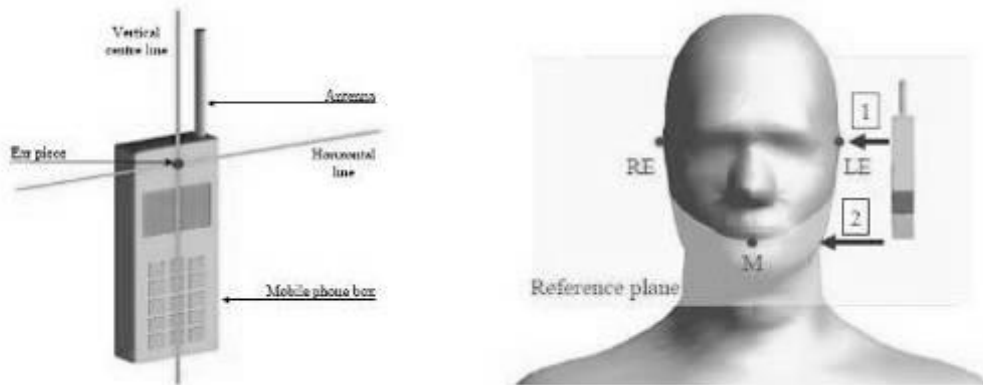 Vertical
centre line
Antenna
Ear piece
Horizontal
line
Mobile phone box
1
RE
LE
2
M
Reference plane